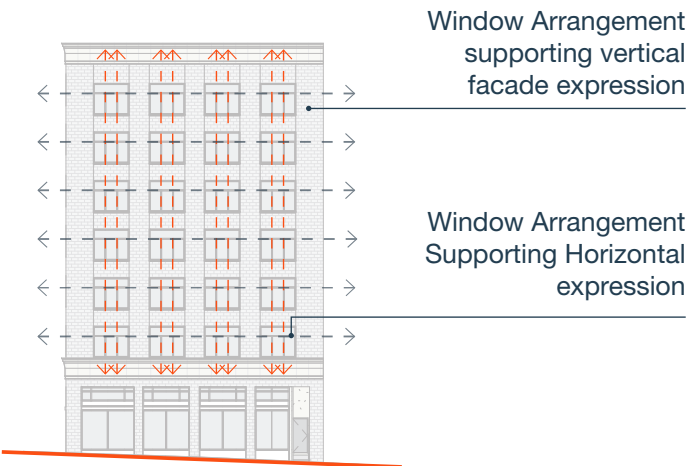 Window Arrangement
supporting vertical
facade expression
Window Arrangement
Supporting Horizontal
expression